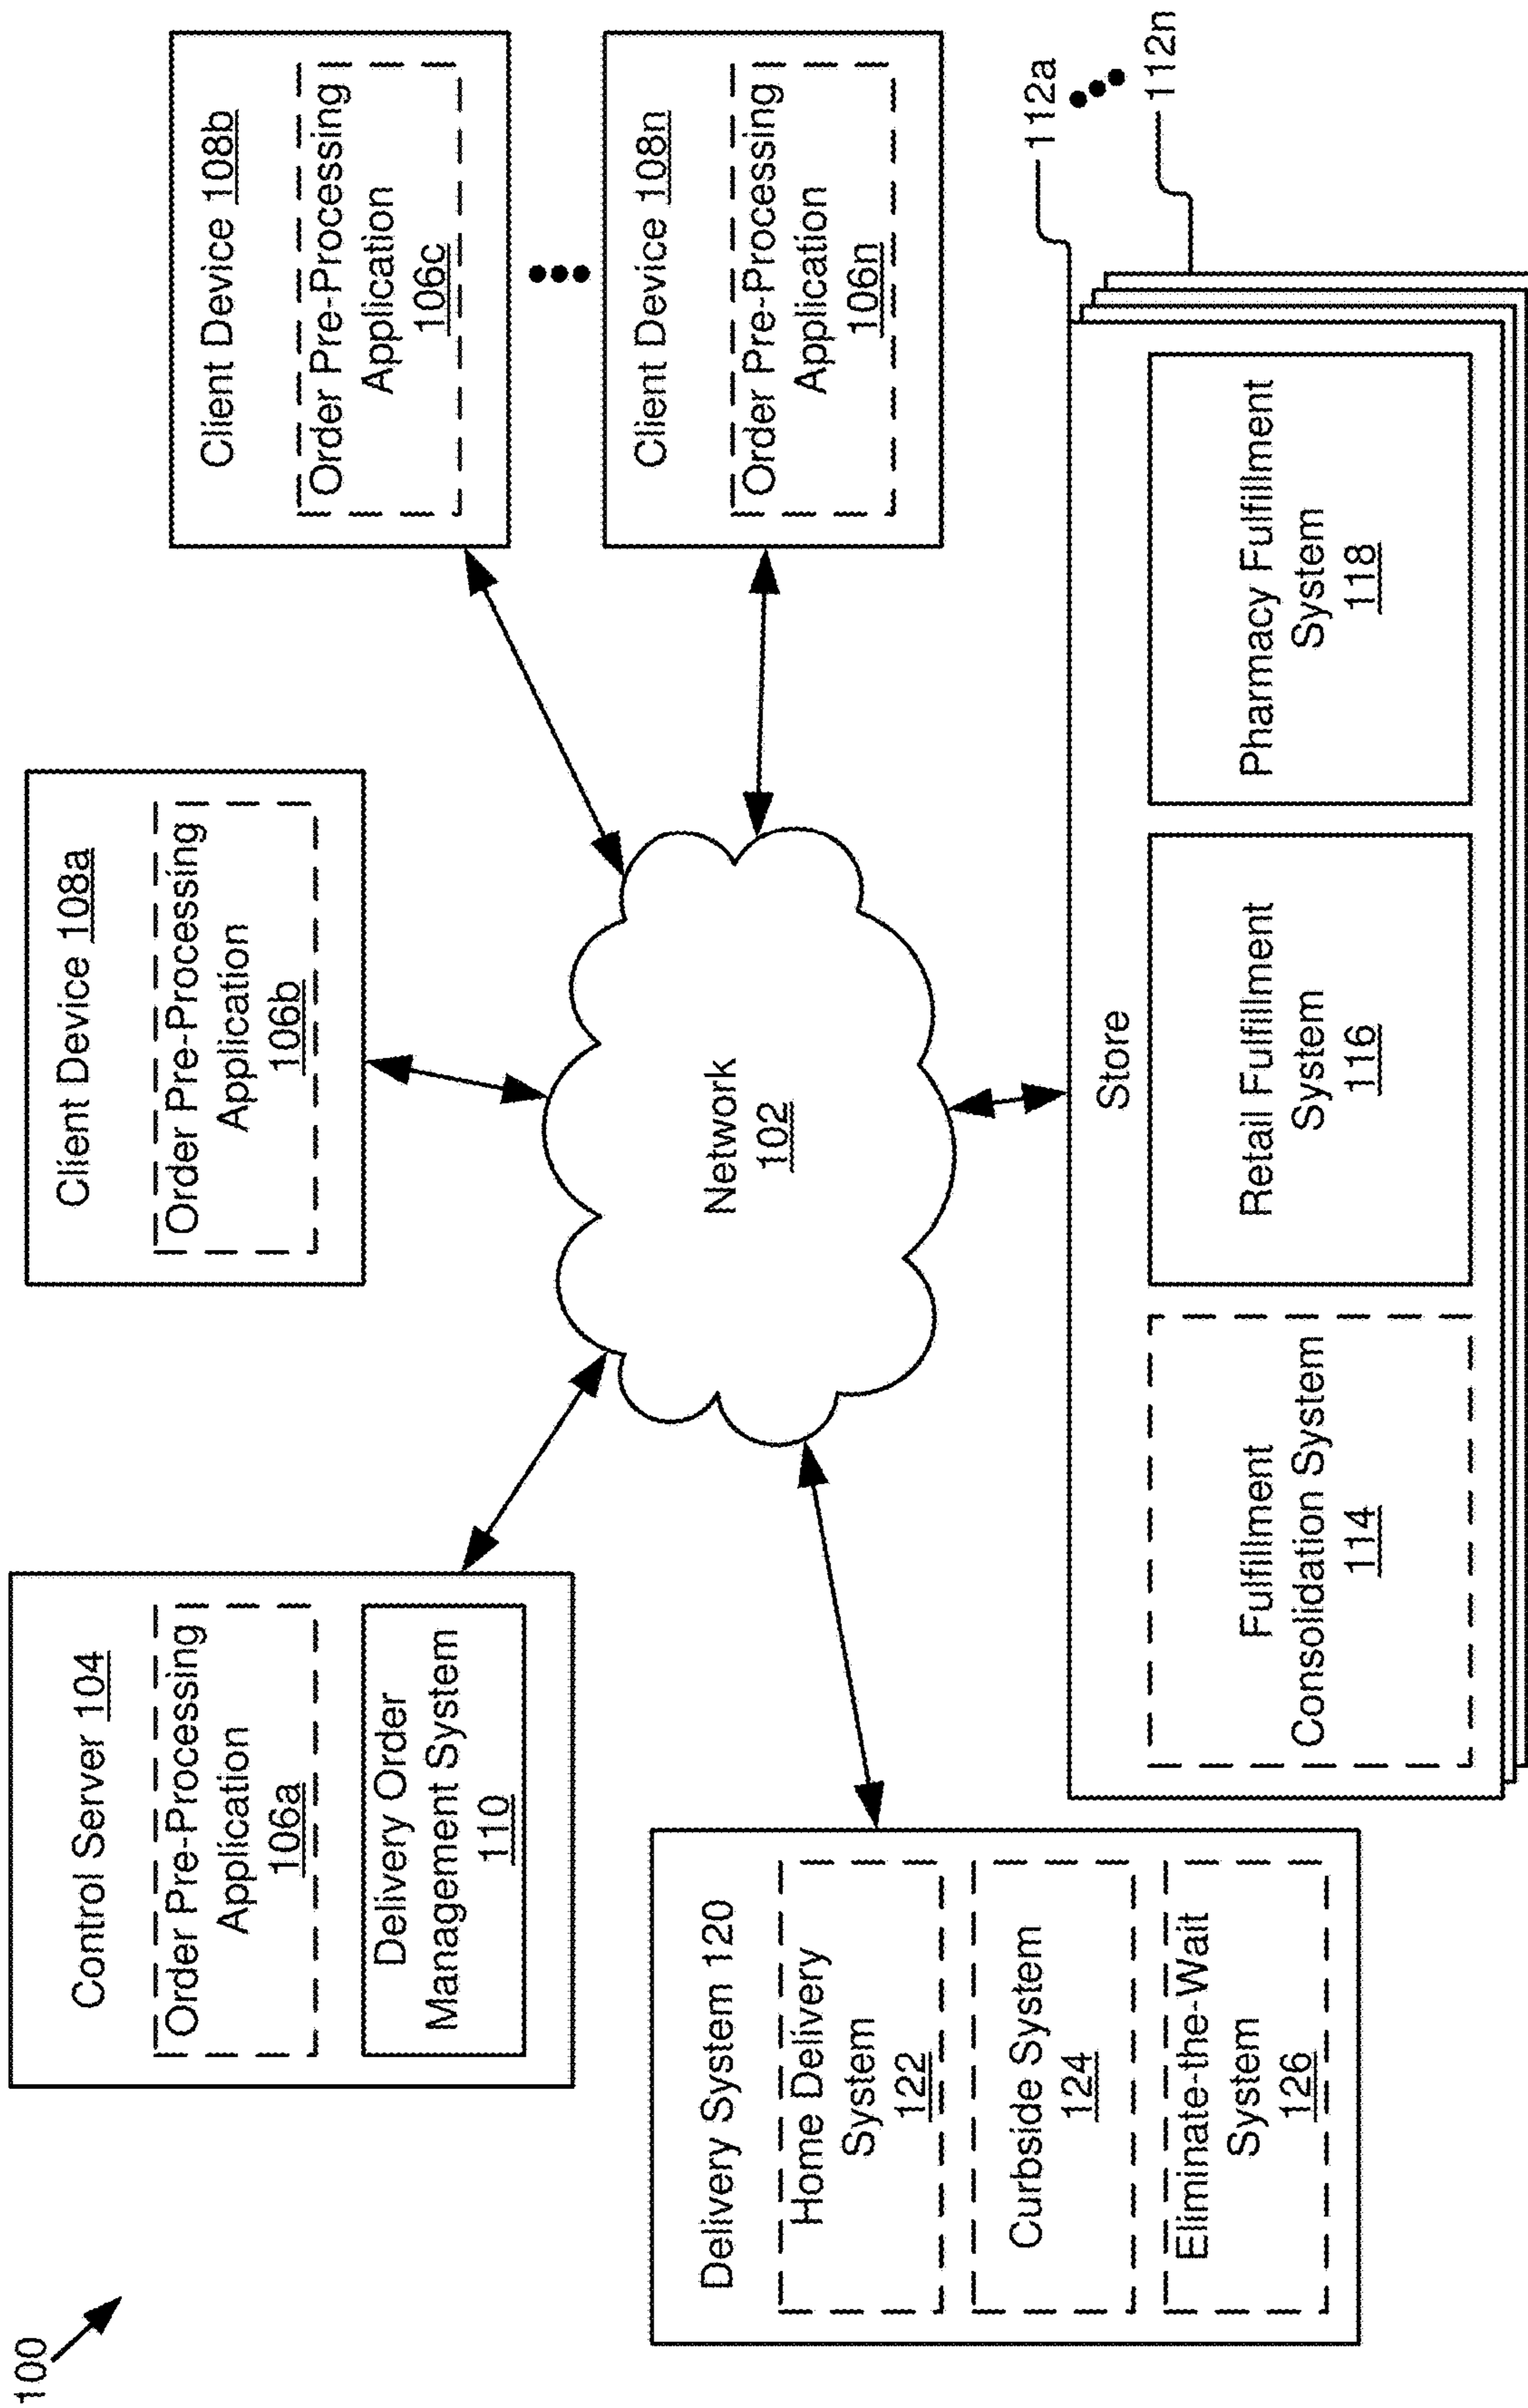 100
Control Server 104
Order Pre-Processing
Application
106a
Delivery Order
Management System
110
Client Device 108a
Order Pre-Processing
Application
106b
Client Device 108b
Order Pre-Processing
Application
106c
Client Device 108n
Order Pre-Processing
Application
106n
Network
102
Delivery System 120
Home Delivery
System
122
Curbside System
124
Eliminate-the-Wait
System
126
Store
Fulfillment
Consolidation System
114
Retail Fulfillment
System
116
Pharmacy Fulfillment
System
118
112a
112n